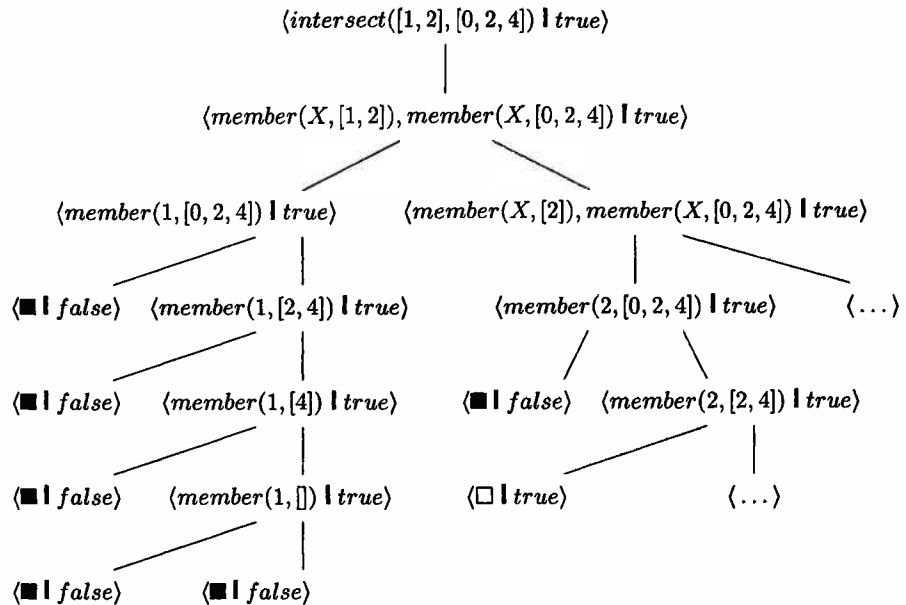 ⟨intersect([1, 2], [0, 2, 4]) ❙ true⟩
⟨member(X, [1, 2]), member(X, [0, 2, 4]) ❙ true⟩
⟨member(1, [0, 2, 4]) ❙ true⟩ ⟨member(X, [2]), member(X, [0, 2, 4]) ❙ true⟩
⟨■ ❙ false⟩ ⟨member(1, [2, 4]) ❙ true⟩ ⟨member(2, [0, 2, 4]) ❙ true⟩ ⟨...⟩
⟨■ ❙ false⟩ ⟨member(1, [4]) ❙ true⟩ ⟨■ ❙ false⟩ ⟨member(2, [2, 4]) ❙ true⟩
⟨■ ❙ false⟩ ⟨member(1, []) ❙ true⟩ ⟨□ ❙ true⟩ ⟨...⟩
⟨■ ❙ false⟩ ⟨■ ❙ false⟩